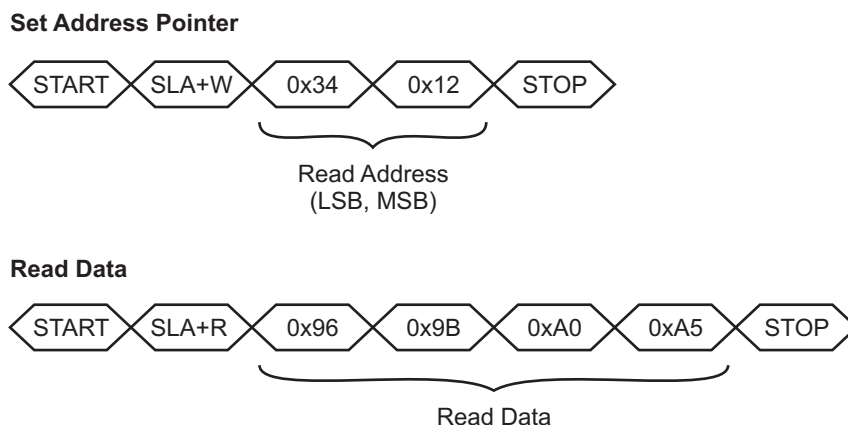 Set Address Pointer
START SLA+W 0x34 0x12 STOP
Read Address
(LSB, MSB)
Read Data
START SLA+R 0x96 0x9B 0xA0 0xA5 STOP
Read Data